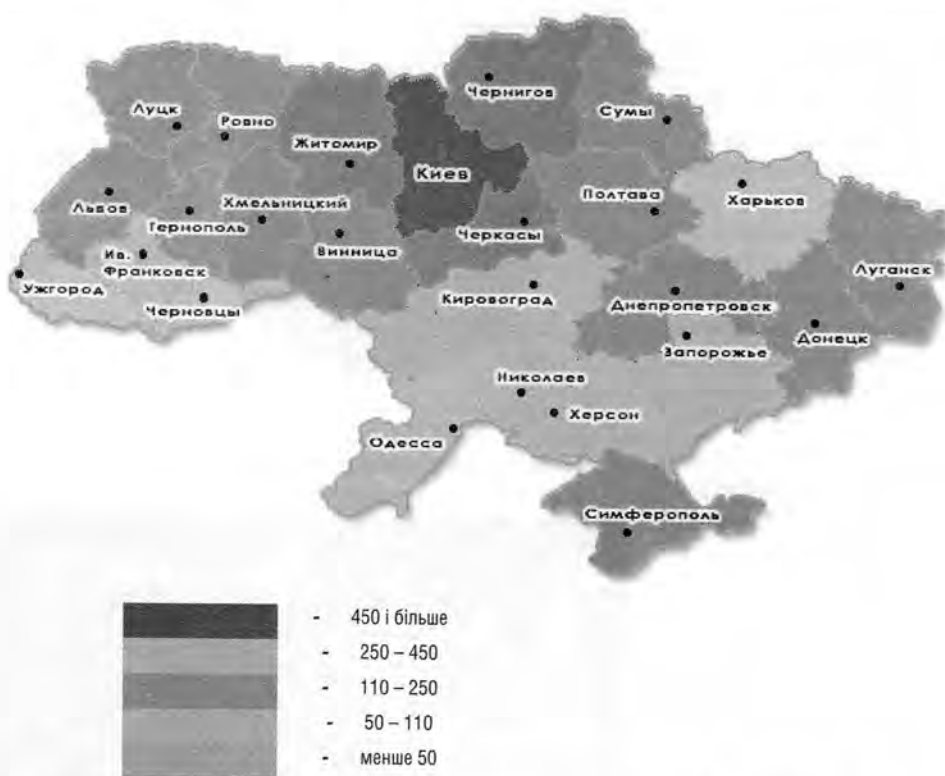 Чернигов
Луцк
Ровно
Сумы
Житомир
Киев
Полтава
Харьков
Львов
Хмельницкий
Гернополь
Черкасы
Винница
Ив.
Франковск
Ужгород
Черновцы
Кировоград
Днепропетровск
Луганск
Донецк
Запорожье
Николаев
Херсон
Одесса
Симферополь
- 450 і більше
- 250 – 450
- 110 – 250
- 50 – 110
- менше 50